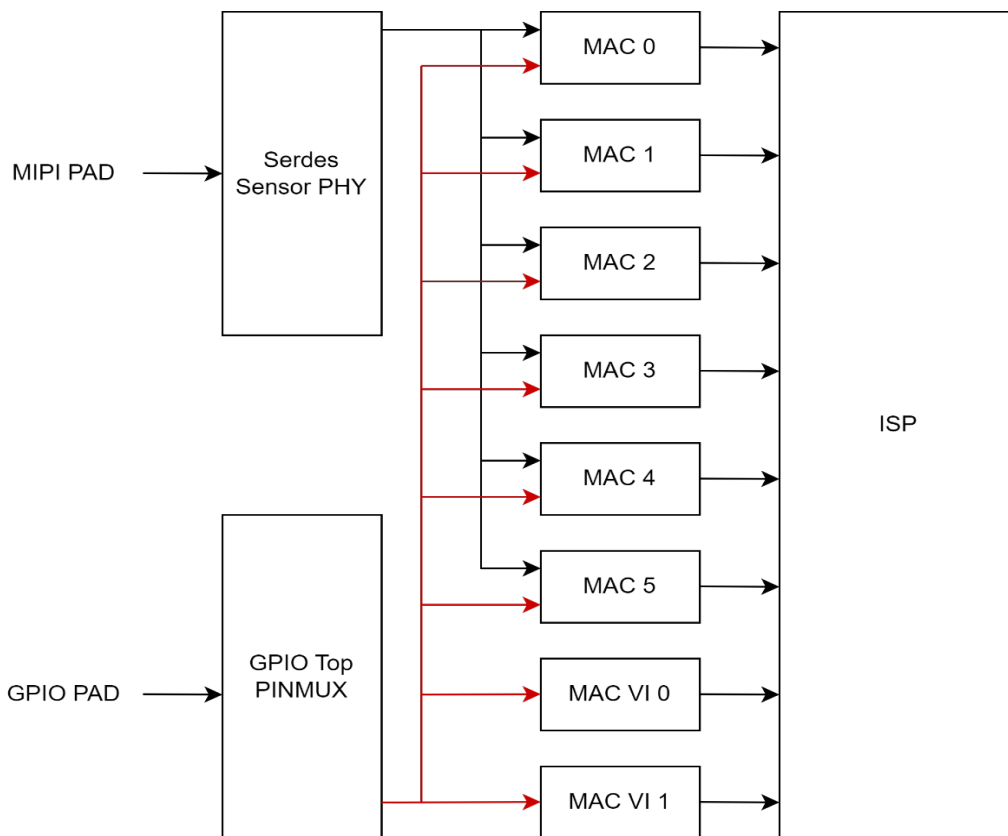 MIPI PAD
Serdes
Sensor PHY
GPIO PAD
GPIO Top
PINMUX
MAC 0
MAC 1
MAC 2
MAC 3
MAC 4
MAC 5
MAC VI 0
MAC VI 1
ISP